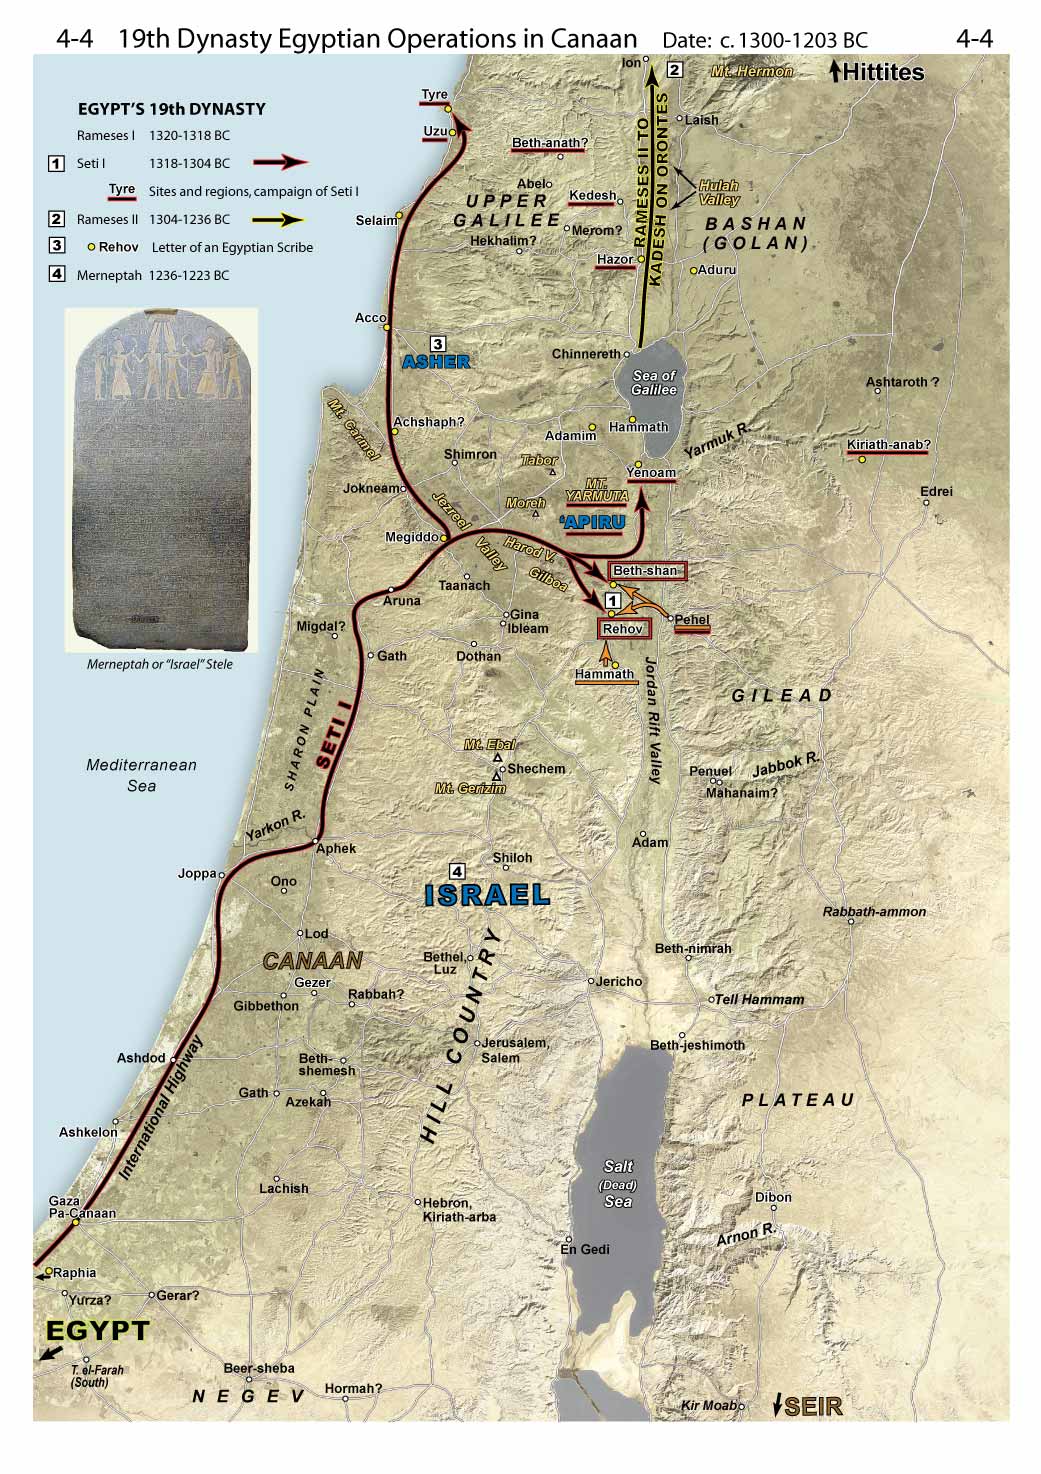 4-4 19th Dynasty Egyptian Operations in Canaan Date: c. 1300-1203 BC 4-4
EGYPT'S 19th DYNASTY
Rameses I 1320-1318 BC
1 Seti I 1318-1304 BC
Tyre Sites and regions, campaign of Seti I
2 Rameses II 1304-1236 BC
3 Rehov Letter of an Egyptian Scribe
4 Merneptah 1236-1223 BC
Merneptah or "Israel" Stele
Ion
2
Mt. Hermon
Hittites
Tyre
Uzu
Laish
Beth-anath?
Abel
Kedesh
UPPER
GALILEE
Hulah
Valley
RAMESES II TO
KADESH ON ORONTES
BASHAN
(GOLAN)
Selaim
Merom?
Hekhalim?
Hazor
Aduru
Acco
3
ASHER
Chinnereth
Sea of
Galilee
Ashtaroth ?
Mt. Carmel
Achshaph?
Adamim
Hammath
Yarmuk R.
Kiriath-anab?
Shimron
Tabor
Yenoam
Jokneam
MT.
YARMUTA
Edrei
Jezreel
Valley
Moreh
'APIRU
Megiddo
Harod V.
Gilboa
Beth-shan
Taanach
Aruna
1
Gina
Ibleam
Pehel
Rehov
Migdal?
Gath
Dothan
Hammath
Jordan Rift Valley
SHARON PLAIN
SETI I
GILEAD
Mt. Ebal
Shechem
Mt. Gerizim
Mediterranean
Sea
Penuel
Jabbok R.
Mahanaim?
Yarkon R.
Aphek
Adam
Joppa
Ono
Shiloh
4
ISRAEL
Rabbath-ammon
Lod
CANAAN
Bethel,
Luz
Beth-nimrah
Gezer
Gibbethon
Rabbah?
Jericho
Tell Hammam
HILL COUNTRY
Jerusalem,
Salem
Beth-jeshimoth
Ashdod
International Highway
Beth-
shemesh
Gath
Azekah
PLATEAU
Ashkelon
Lachish
Salt
(Dead)
Sea
Gaza
Pa-Canaan
Hebron,
Kiriath-arba
Dibon
Arnon R.
En Gedi
Raphia
Yurza?
Gerar?
EGYPT
T. el-Farah
(South)
Beer-sheba
NEGEV
Hormah?
Kir Moab
SEIR